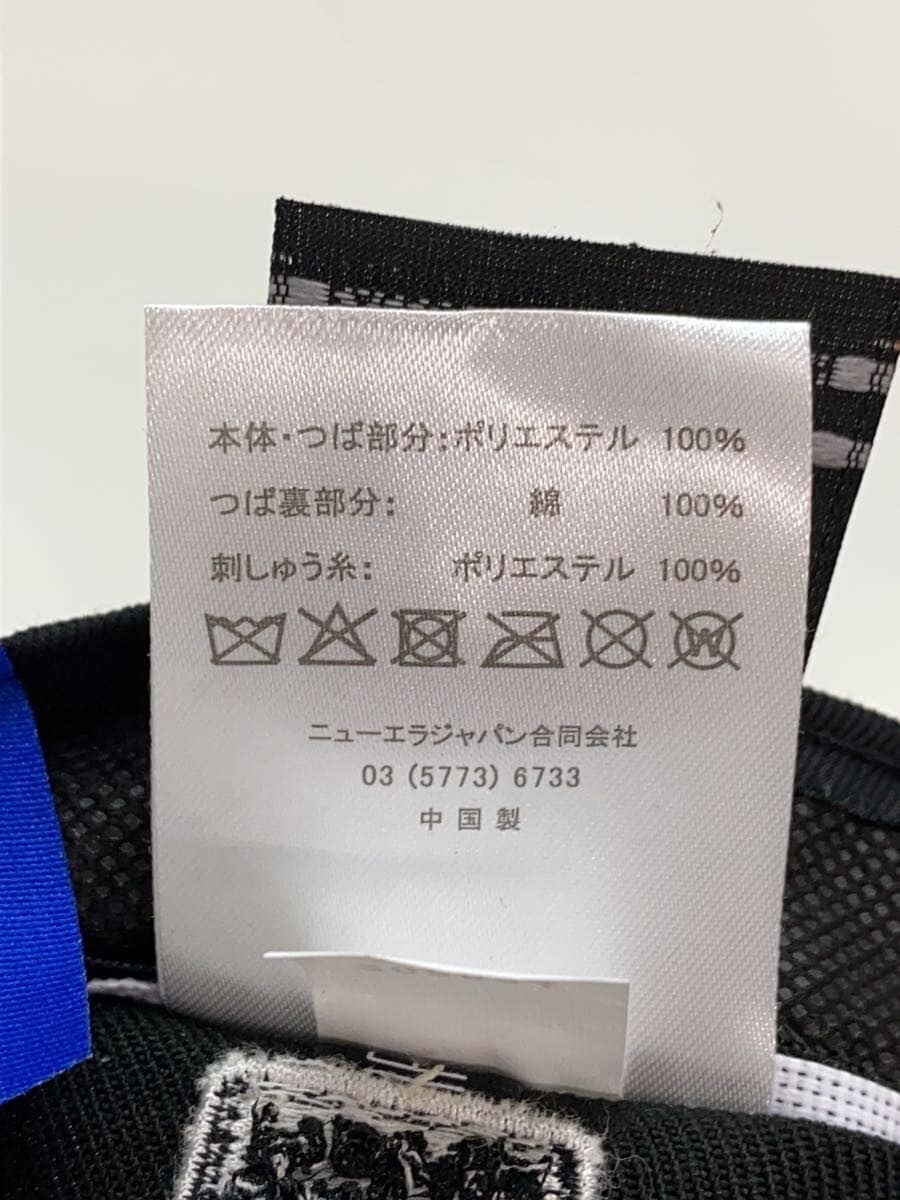 本体・つば部分：ポリエステル 100%
つば裏部分： 綿 100%
刺しゅう糸： ポリエステル 100%
W
ニューエラジャパン合同会社
03 (5773) 6733
中国製